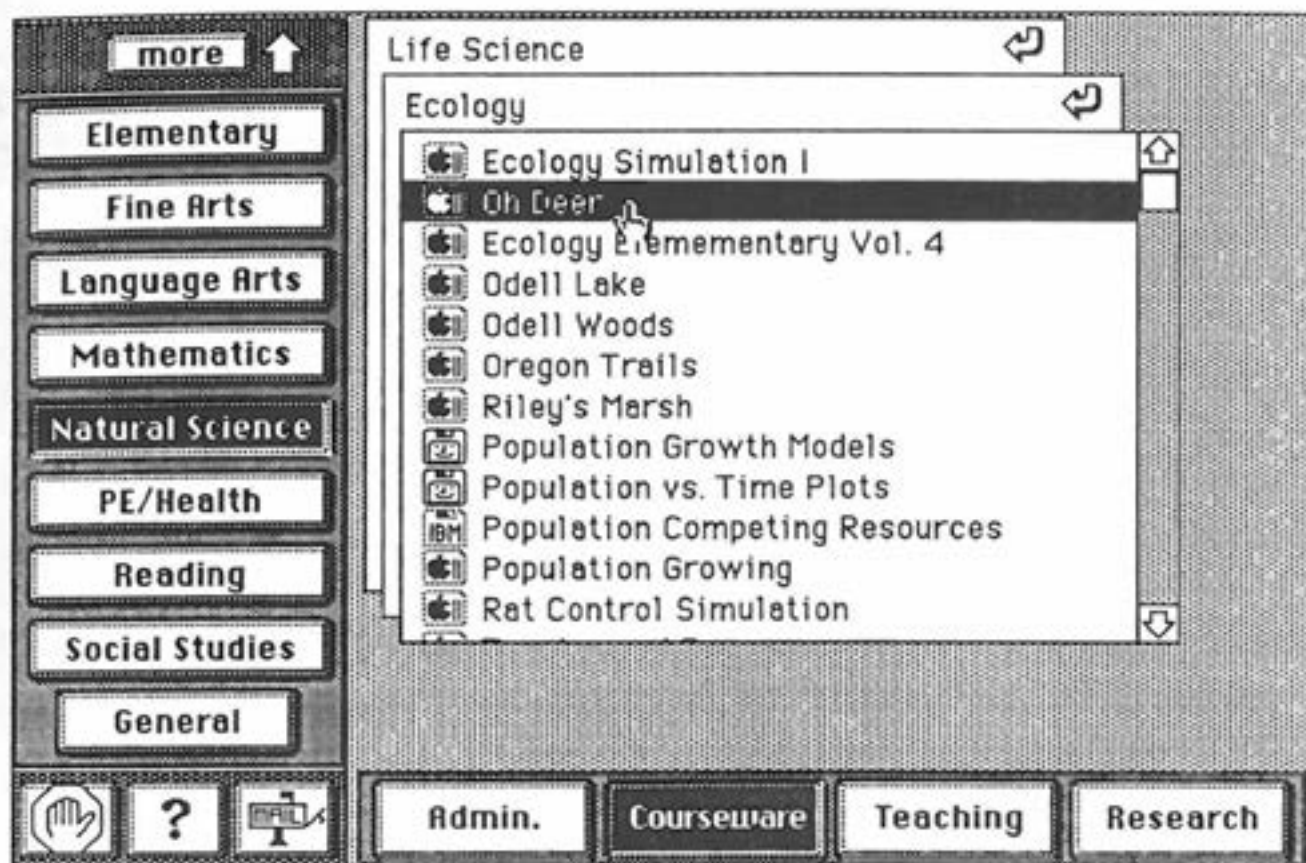 more
Elementary
Fine Arts
Language Arts
Mathematics
Natural Science
PE/Health
Reading
Social Studies
General
?
MAIL
Life Science
Ecology
Ecology Simulation I
Oh Deer
Ecology Elemementary Vol. 4
Odell Lake
Odell Woods
Oregon Trails
Riley's Marsh
Population Growth Models
Population vs. Time Plots
IBM Population Competing Resources
Population Growing
Rat Control Simulation
Admin.
Courseware
Teaching
Research